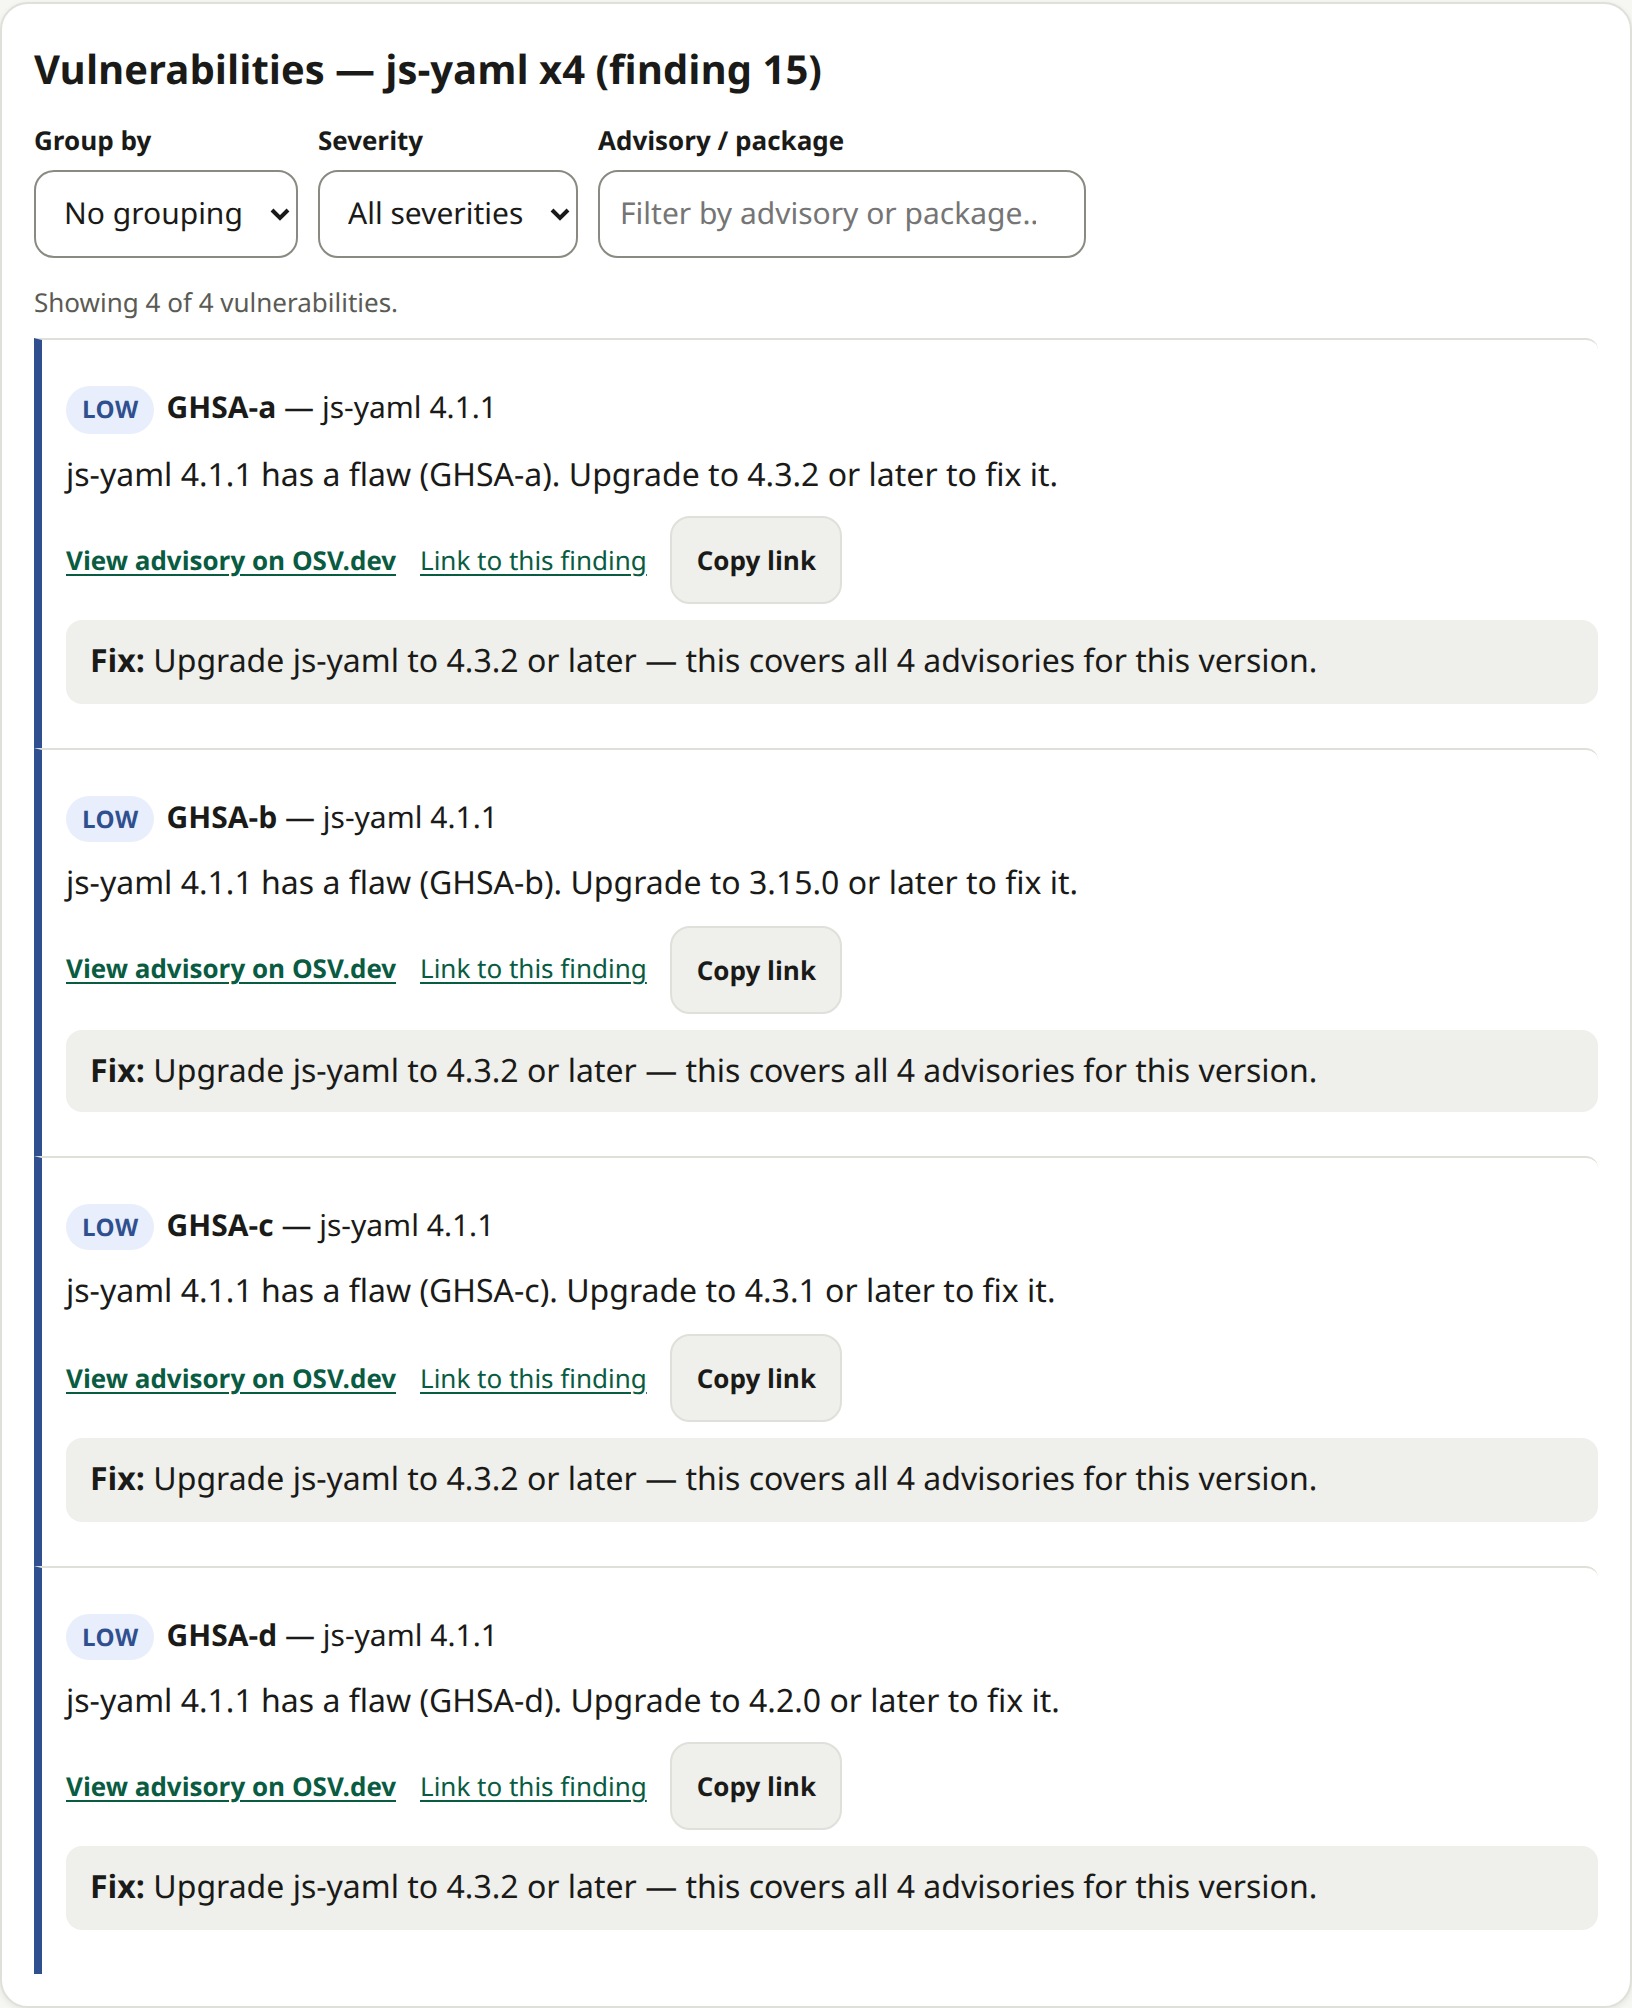 Vulnerabilities — js-yaml x4 (finding 15)
Group by Severity Advisory / package
No grouping All severities Filter by advisory or package..
Showing 4 of 4 vulnerabilities.
LOW GHSA-a — js-yaml 4.1.1
js-yaml 4.1.1 has a flaw (GHSA-a). Upgrade to 4.3.2 or later to fix it.
View advisory on OSV.dev Link to this finding Copy link
Fix: Upgrade js-yaml to 4.3.2 or later — this covers all 4 advisories for this version.
LOW GHSA-b — js-yaml 4.1.1
js-yaml 4.1.1 has a flaw (GHSA-b). Upgrade to 3.15.0 or later to fix it.
View advisory on OSV.dev Link to this finding Copy link
Fix: Upgrade js-yaml to 4.3.2 or later — this covers all 4 advisories for this version.
LOW GHSA-c — js-yaml 4.1.1
js-yaml 4.1.1 has a flaw (GHSA-c). Upgrade to 4.3.1 or later to fix it.
View advisory on OSV.dev Link to this finding Copy link
Fix: Upgrade js-yaml to 4.3.2 or later — this covers all 4 advisories for this version.
LOW GHSA-d — js-yaml 4.1.1
js-yaml 4.1.1 has a flaw (GHSA-d). Upgrade to 4.2.0 or later to fix it.
View advisory on OSV.dev Link to this finding Copy link
Fix: Upgrade js-yaml to 4.3.2 or later — this covers all 4 advisories for this version.